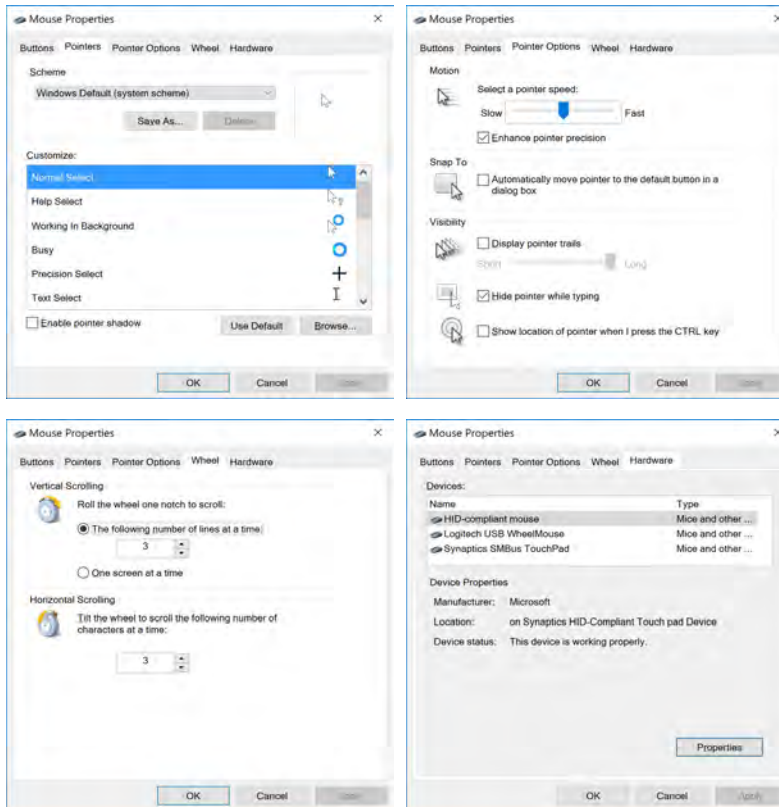 Mouse Properties
Buttons Pointers Pointer Options Wheel Hardware
Scheme
Windows Default (system scheme)
Save As... Delete
Customize:
Normal Select
Help Select
Working In Background
Busy
Precision Select
Text Select
Enable pointer shadow
Use Default Browse...
OK Cancel Apply
Mouse Properties
Buttons Pointers Pointer Options Wheel Hardware
Motion
Select a pointer speed:
Slow Fast
Enhance pointer precision
Snap To
Automatically move pointer to the default button in a
dialog box
Visibility
Display pointer trails
Short Long
Hide pointer while typing
Show location of pointer when I press the CTRL key
OK Cancel Apply
Mouse Properties
Buttons Pointers Pointer Options Wheel Hardware
Vertical Scrolling
Roll the wheel one notch to scroll:
The following number of lines at a time:
3
One screen at a time
Horizontal Scrolling
Tilt the wheel to scroll the following number of
characters at a time:
3
OK Cancel Apply
Mouse Properties
Buttons Pointers Pointer Options Wheel Hardware
Devices:
Name Type
HID-compliant mouse Mice and other ...
Logitech USB WheelMouse Mice and other ...
Synaptics SMBus TouchPad Mice and other ...
Device Properties
Manufacturer: Microsoft
Location: on Synaptics HID-Compliant Touch pad Device
Device status: This device is working properly.
Properties
OK Cancel Apply